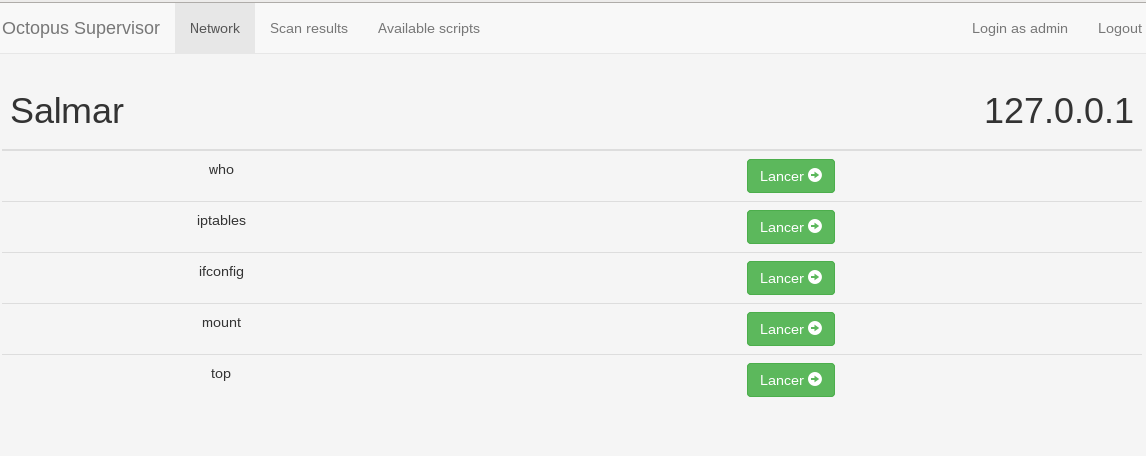 Octopus Supervisor Network Scan results Available scripts Login as admin Logout
Salmar 127.0.0.1
who Lancer
iptables Lancer
ifconfig Lancer
mount Lancer
top Lancer